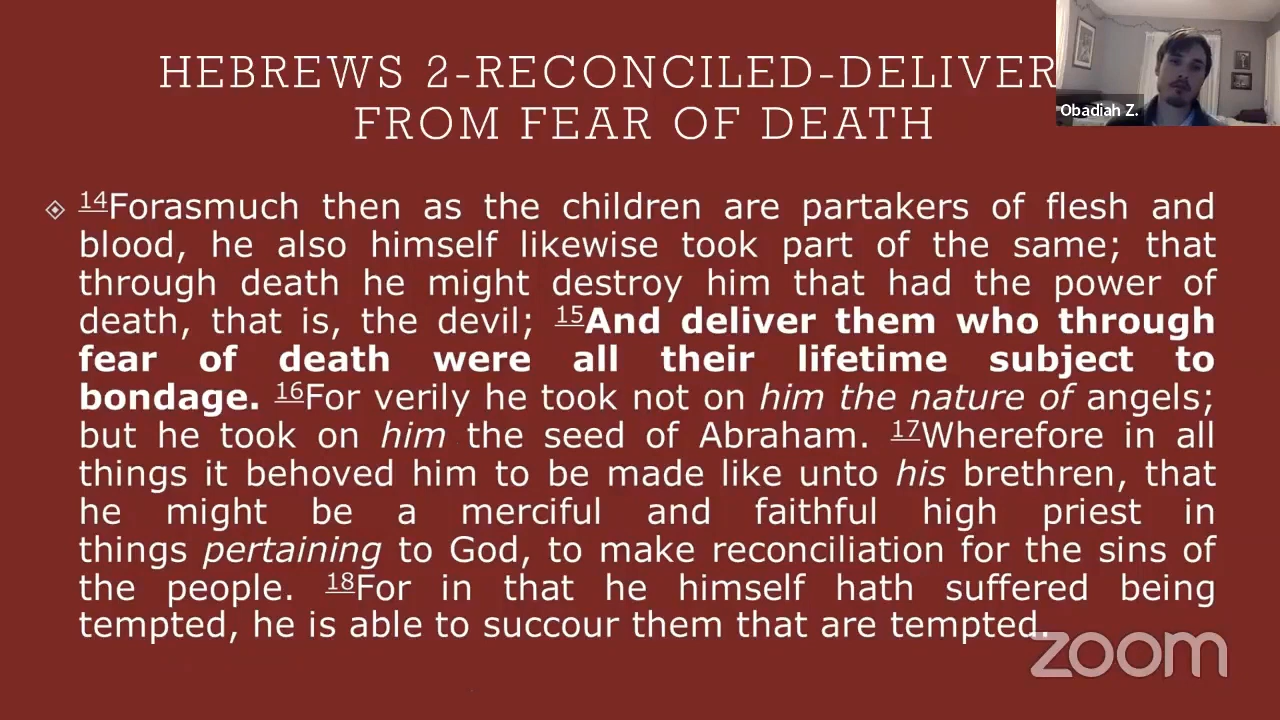 HEBREWS 2-RECONCILED-DELIVER
FROM FEAR OF DEATH
Obadiah Z.
14Forasmuch then as the children are partakers of flesh and
blood, he also himself likewise took part of the same; that
through death he might destroy him that had the power of
death, that is, the devil; 15And deliver them who through
fear of death were all their lifetime subject to
bondage. 16For verily he took not on him the nature of angels;
but he took on him the seed of Abraham. 17Wherefore in all
things it behoved him to be made like unto his brethren, that
he might be a merciful and faithful high priest in
things pertaining to God, to make reconciliation for the sins of
the people. 18For in that he himself hath suffered being
tempted, he is able to succour them that are tempted.
zoom